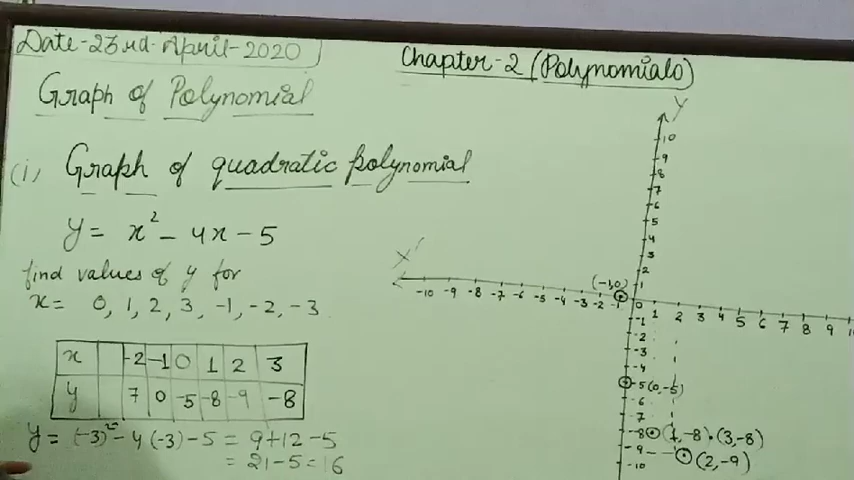 Date-23rd-April-2020
Chapter-2 (Polynomials)
Graph of Polynomial
(i) Graph of quadratic polynomial
y = x² - 4x - 5
find values of y for
x = 0, 1, 2, 3, -1, -2, -3
x -2 -1 0 1 2 3
y 7 0 -5 -8 -9 -8
y = (-3)² - 4(-3) - 5 = 9+12-5
= 21-5 = 16
Y
10
9
8
7
6
5
4
3
2
1
X' (-1,0)
-10 -9 -8 -7 -6 -5 -4 -3 -2 -1 0 1 2 3 4 5 6 7 8 9 10
-1
-2
-3
-4
-5 (0,-5)
-6
-7
-8 (1,-8) (3,-8)
-9 (2,-9)
-10